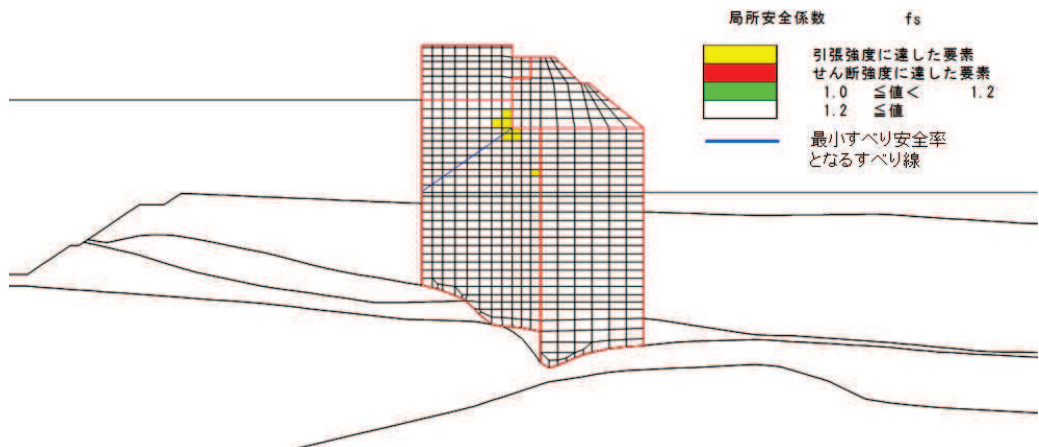 局所安全係数 fs
引張強度に達した要素
せん断強度に達した要素
1.0 ≦値< 1.2
1.2 ≦値
最小すべり安全率
となるすべり線